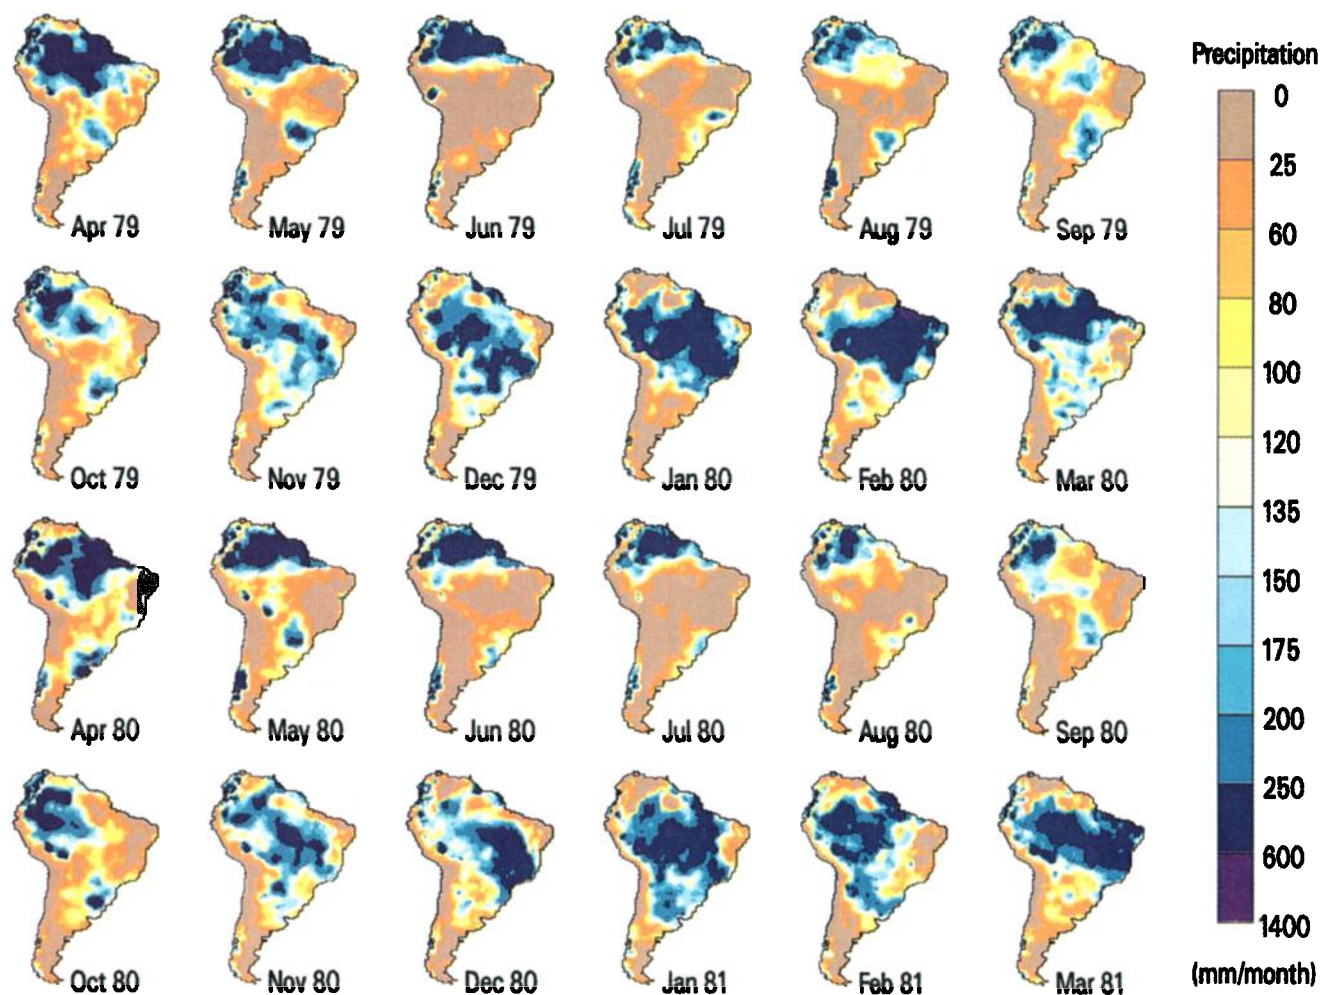 Precipitation
0
25
60
80
100
120
135
150
175
200
250
600
1400
(mm/month)
Apr 79
May 79
Jun 79
Jul 79
Aug 79
Sep 79
Oct 79
Nov 79
Dec 79
Jan 80
Feb 80
Mar 80
Apr 80
May 80
Jun 80
Jul 80
Aug 80
Sep 80
Oct 80
Nov 80
Dec 80
Jan 81
Feb 81
Mar 81